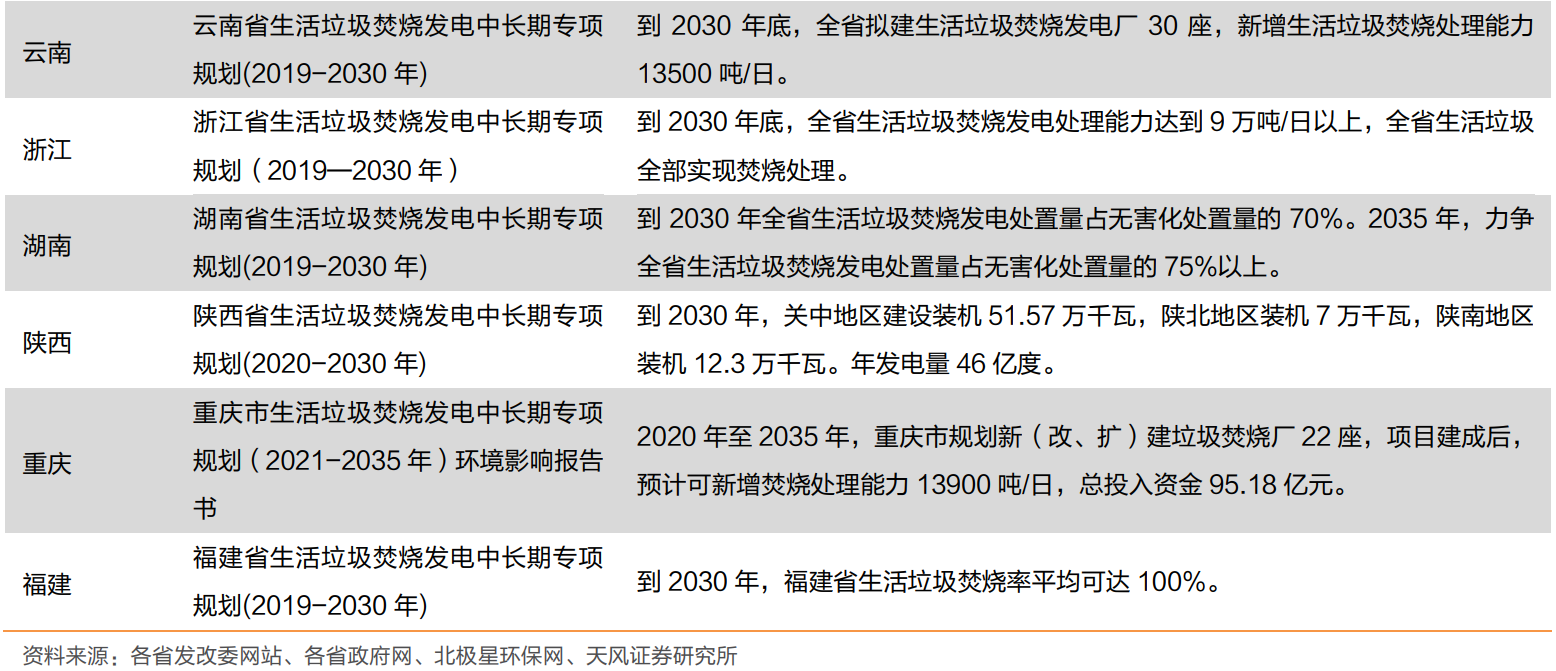 云南
云南省生活垃圾焚烧发电中长期专项
规划(2019-2030 年)
到 2030 年底，全省拟建生活垃圾焚烧发电厂 30 座，新增生活垃圾焚烧处理能力
13500 吨/日。
浙江
浙江省生活垃圾焚烧发电中长期专项
规划（2019—2030 年）
到 2030 年底，全省生活垃圾焚烧发电处理能力达到 9 万吨/日以上，全省生活垃圾
全部实现焚烧处理。
湖南
湖南省生活垃圾焚烧发电中长期专项
规划(2019-2030 年)
到 2030 年全省生活垃圾焚烧发电处置量占无害化处置量的 70%。2035 年，力争
全省生活垃圾焚烧发电处置量占无害化处置量的 75%以上。
陕西
陕西省生活垃圾焚烧发电中长期专项
规划(2020-2030 年)
到 2030 年，关中地区建设装机 51.57 万千瓦，陕北地区装机 7 万千瓦，陕南地区
装机 12.3 万千瓦。年发电量 46 亿度。
重庆
重庆市生活垃圾焚烧发电中长期专项
规划（2021-2035 年）环境影响报告
书
2020 年至 2035 年，重庆市规划新（改、扩）建垃圾焚烧厂 22 座，项目建成后，
预计可新增焚烧处理能力 13900 吨/日，总投入资金 95.18 亿元。
福建
福建省生活垃圾焚烧发电中长期专项
规划(2019-2030 年)
到 2030 年，福建省生活垃圾焚烧率平均可达 100%。
资料来源：各省发改委网站、各省政府网、北极星环保网、天风证券研究所